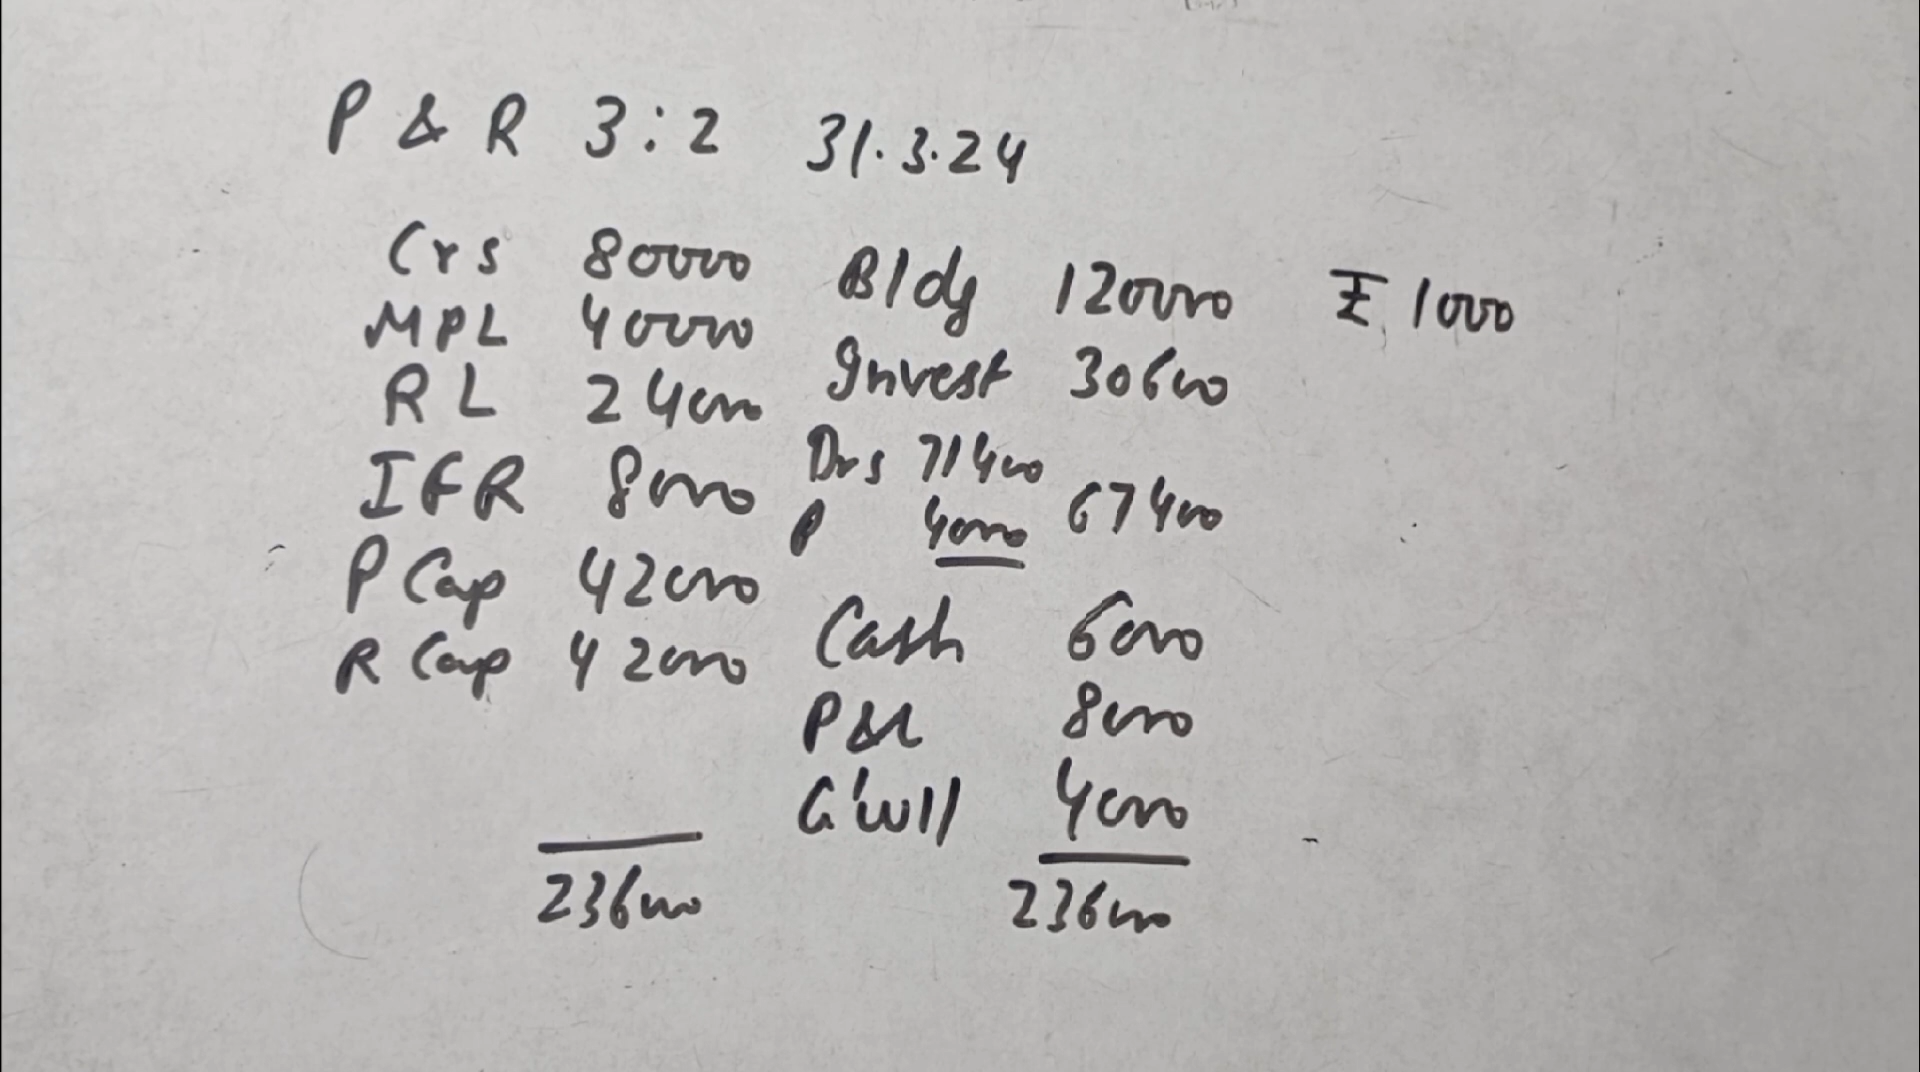 P & R 3:2 31.3.24
Crs 80000 Bldg 120000 ₹ 1000
MPL 40000 Invest 30600
RL 24000 Drs 71400
IFR 8000 P 4000 67400
P Cap 42000 Cash 6000
R Cap 42000 P&L 8000
G'will 4000
236000 236000